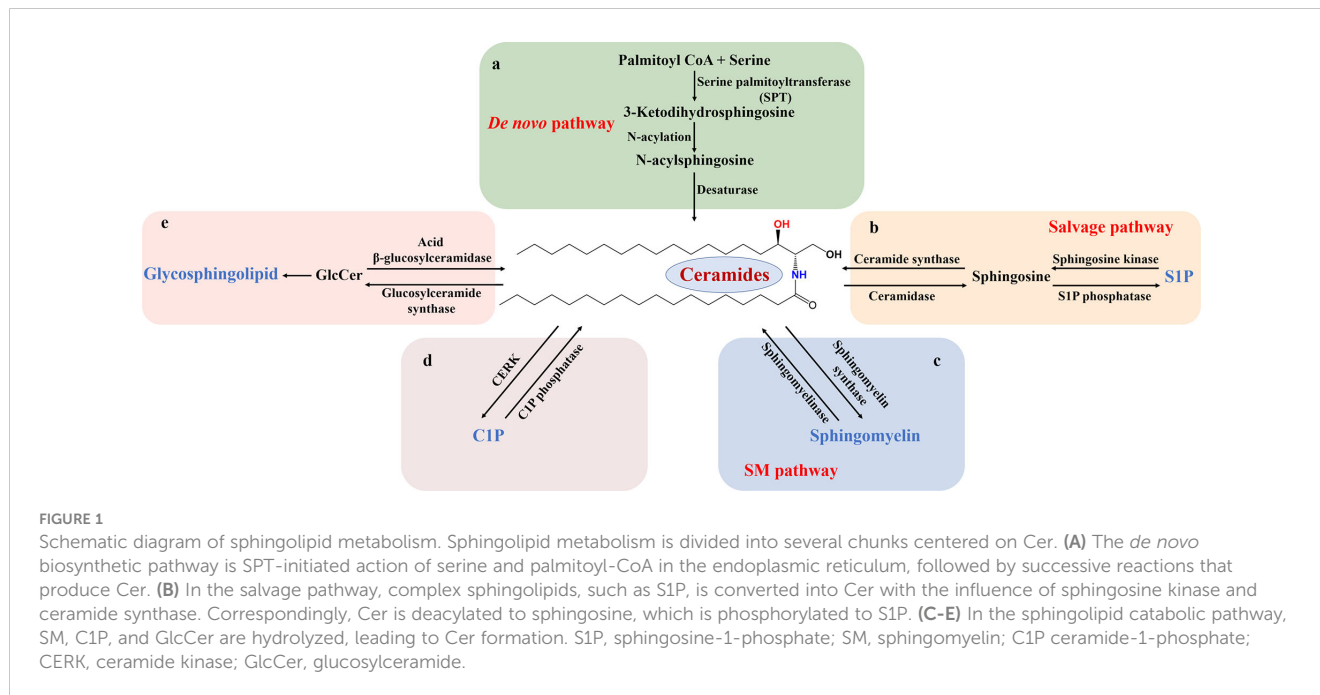 a
Palmitoyl CoA + Serine
Serine palmitoyltransferase
(SPT)
3-Ketodihydrosphingosine
De novo pathway
N-acylation
N-acylsphingosine
Desaturase
e
Acid
β-glucosylceramidase
Glycosphingolipid
GlcCer
Glucosylceramide
synthase
OH
OH
NH
O
Ceramides
b
Salvage pathway
Ceramide synthase
Sphingosine kinase
Sphingosine
S1P
Ceramidase
S1P phosphatase
d
CERK
C1P phosphatase
C1P
c
Sphingomyelinase
Sphingomyelin
synthase
Sphingomyelin
SM pathway
FIGURE 1
Schematic diagram of sphingolipid metabolism. Sphingolipid metabolism is divided into several chunks centered on Cer. (A) The de novo
biosynthetic pathway is SPT-initiated action of serine and palmitoyl-CoA in the endoplasmic reticulum, followed by successive reactions that
produce Cer. (B) In the salvage pathway, complex sphingolipids, such as S1P, is converted into Cer with the influence of sphingosine kinase and
ceramide synthase. Correspondingly, Cer is deacylated to sphingosine, which is phosphorylated to S1P. (C-E) In the sphingolipid catabolic pathway,
SM, C1P, and GlcCer are hydrolyzed, leading to Cer formation. S1P, sphingosine-1-phosphate; SM, sphingomyelin; C1P ceramide-1-phosphate;
CERK, ceramide kinase; GlcCer, glucosylceramide.